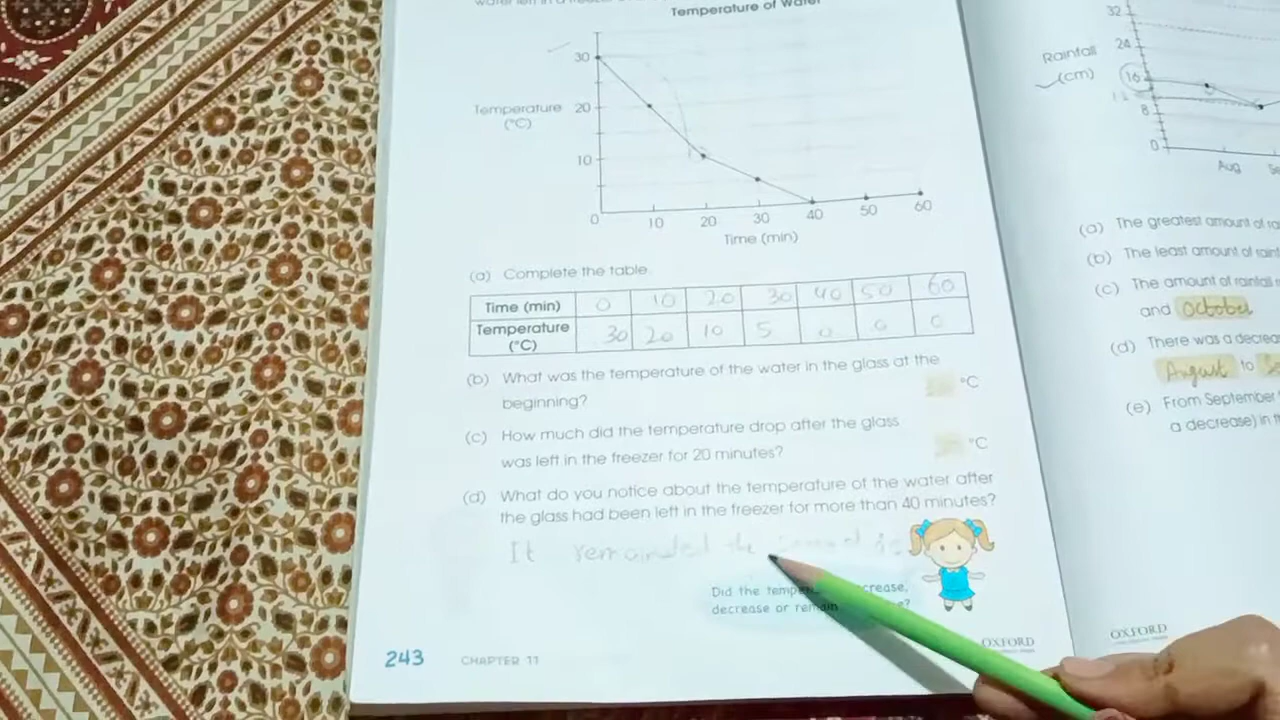 Temperature of Water
30
Temperature 20
(°C)
10
0 10 20 30 40 50 60
Time (min)
(a) Complete the table.
Time (min) 0 10 20 30 40 50 60
Temperature (°C) 30 20 10 5 0 0 0
(b) What was the temperature of the water in the glass at the
beginning? °C
(c) How much did the temperature drop after the glass
was left in the freezer for 20 minutes? °C
(d) What do you notice about the temperature of the water after
the glass had been left in the freezer for more than 40 minutes?
It remainded the
Did the crease,
decrease or remain
243 CHAPTER 11
OXFORD
32
Rainfall 24
(cm) 16
12
8
0
Aug
(a) The greatest amount of
(b) The least amount of
(c) The amount of rainfall
and October
(d) There was a
August to
(e) From September
a decrease) in
OXFORD